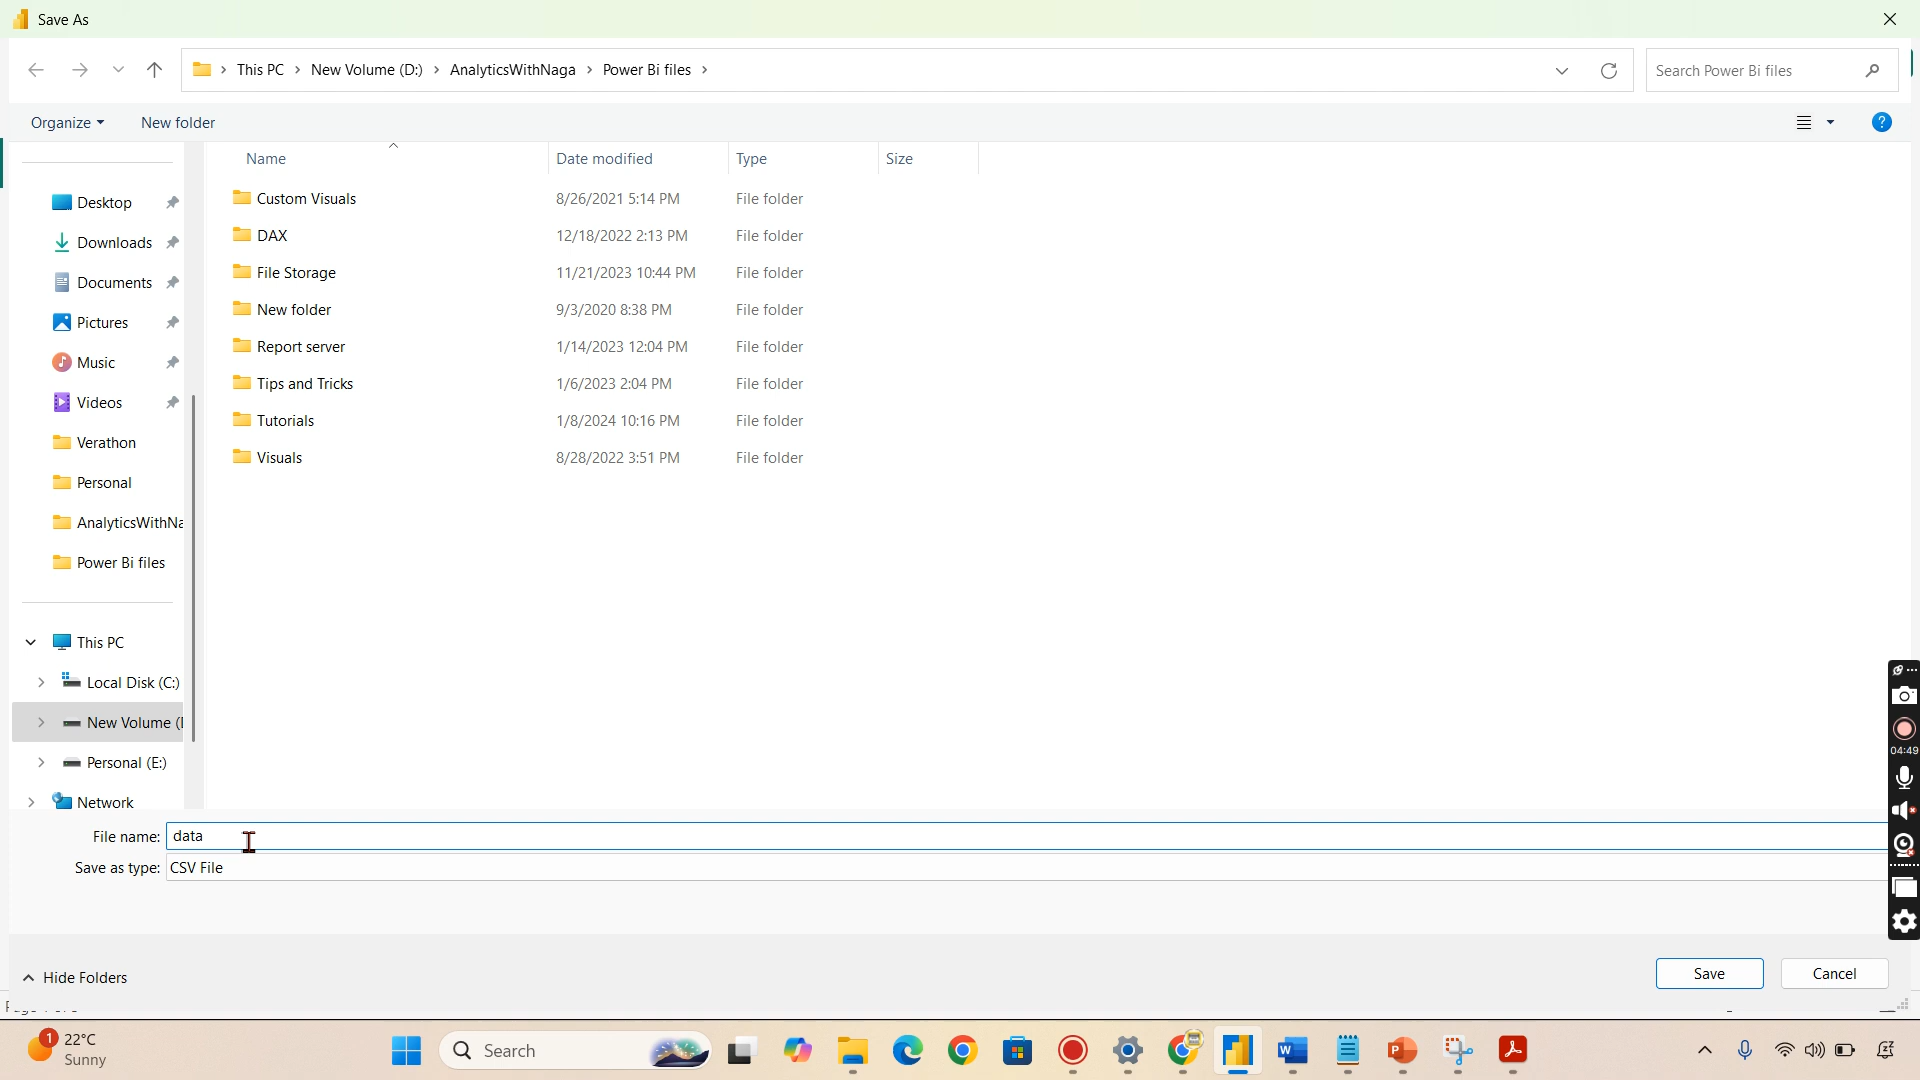 Save As
This PC > New Volume (D:) > AnalyticsWithNaga > Power Bi files >
Search Power Bi files
Organize
New folder
Name Date modified Type Size
Desktop
Downloads
Documents
Pictures
Music
Videos
Verathon
Personal
AnalyticsWithNa
Power Bi files
This PC
Local Disk (C:)
New Volume (
Personal (E:)
Network
Custom Visuals 8/26/2021 5:14 PM File folder
DAX 12/18/2022 2:13 PM File folder
File Storage 11/21/2023 10:44 PM File folder
New folder 9/3/2020 8:38 PM File folder
Report server 1/14/2023 12:04 PM File folder
Tips and Tricks 1/6/2023 2:04 PM File folder
Tutorials 1/8/2024 10:16 PM File folder
Visuals 8/28/2022 3:51 PM File folder
04:49
File name: data
Save as type: CSV File
Hide Folders
Save
Cancel
1
22°C
Sunny
Search